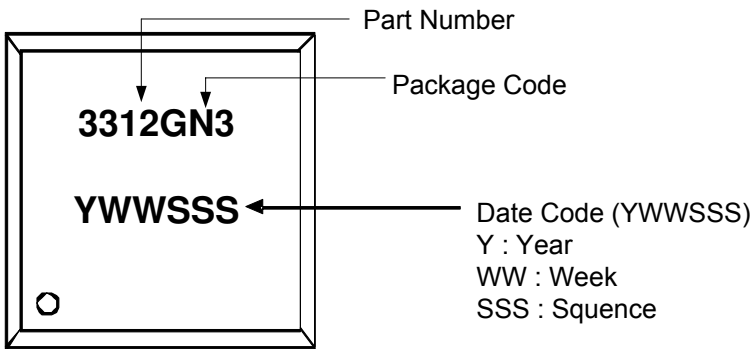 Part Number
Package Code
3312GN3
YWWSSS
Date Code (YWWSSS)
Y : Year
WW : Week
SSS : Squence